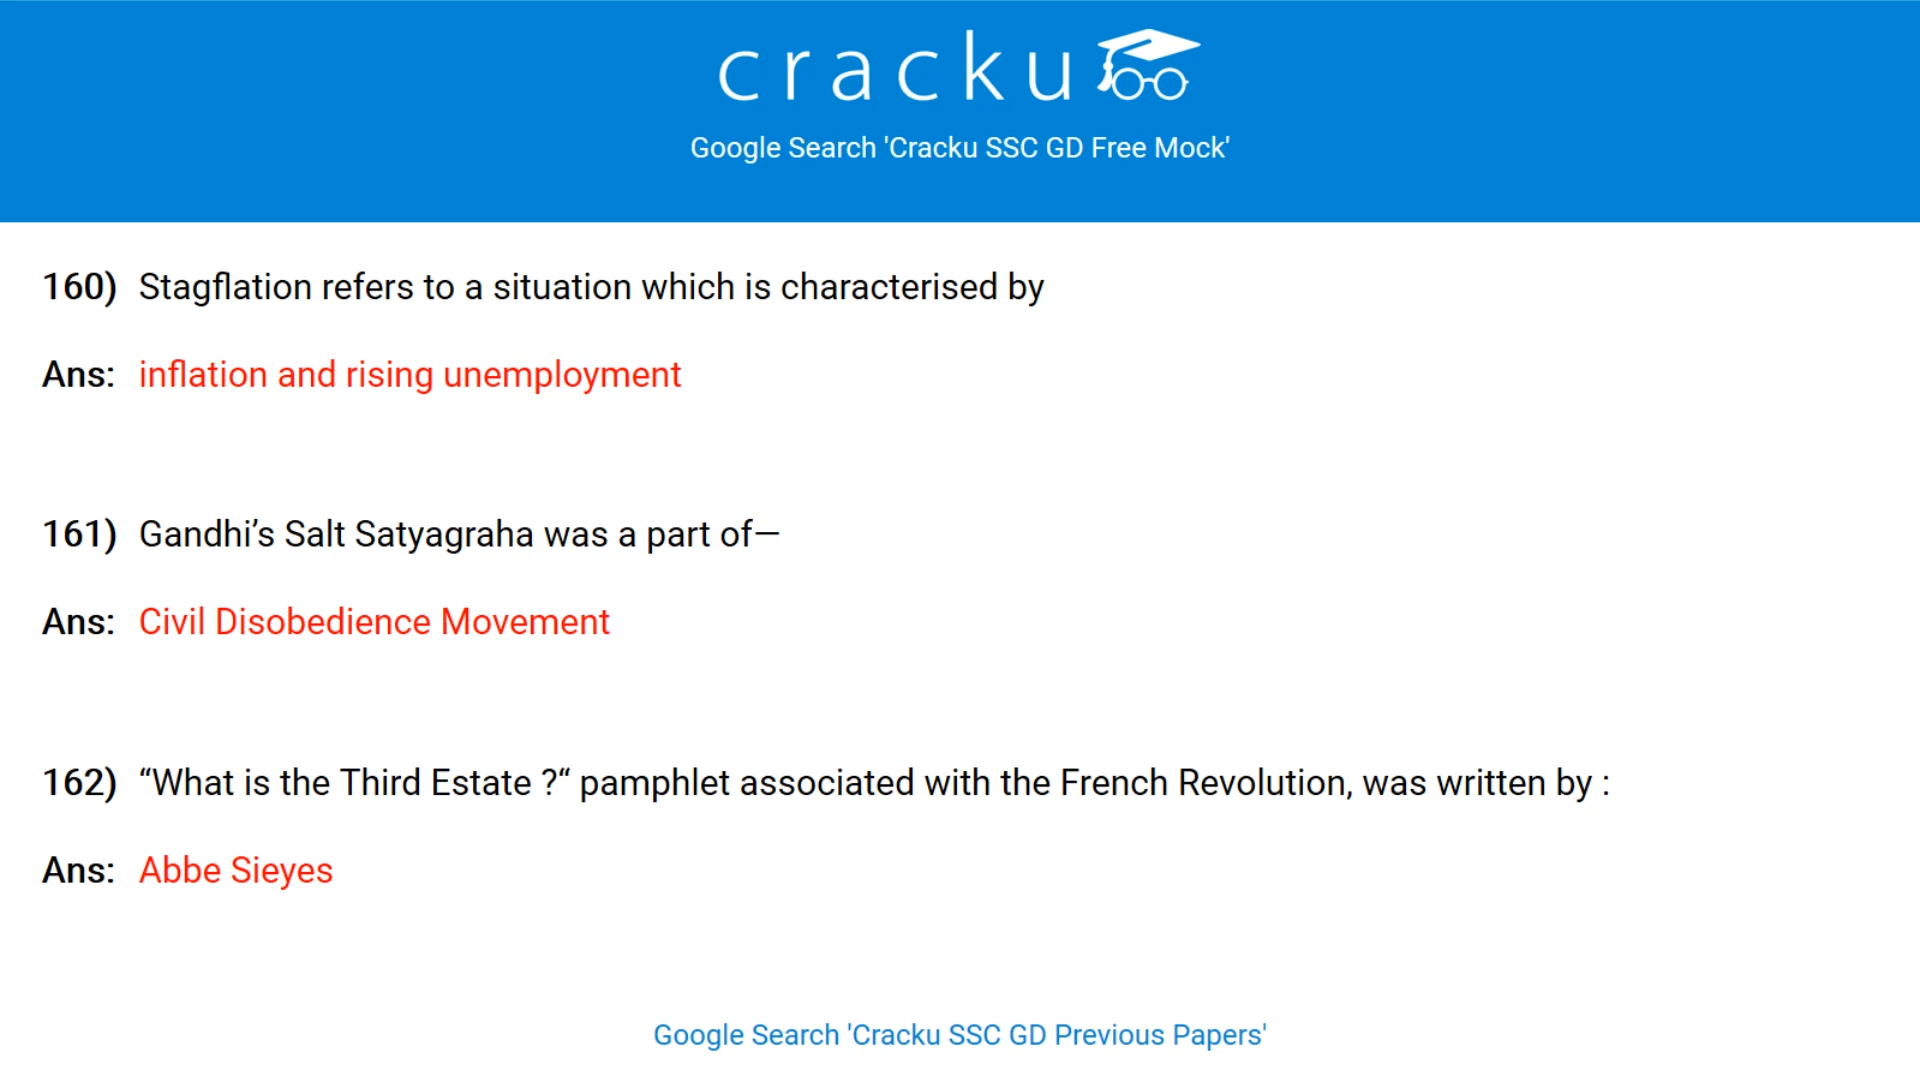 cracku
Google Search 'Cracku SSC GD Free Mock'
160) Stagflation refers to a situation which is characterised by
Ans: inflation and rising unemployment
161) Gandhi’s Salt Satyagraha was a part of—
Ans: Civil Disobedience Movement
162) “What is the Third Estate ?“ pamphlet associated with the French Revolution, was written by :
Ans: Abbe Sieyes
Google Search 'Cracku SSC GD Previous Papers'